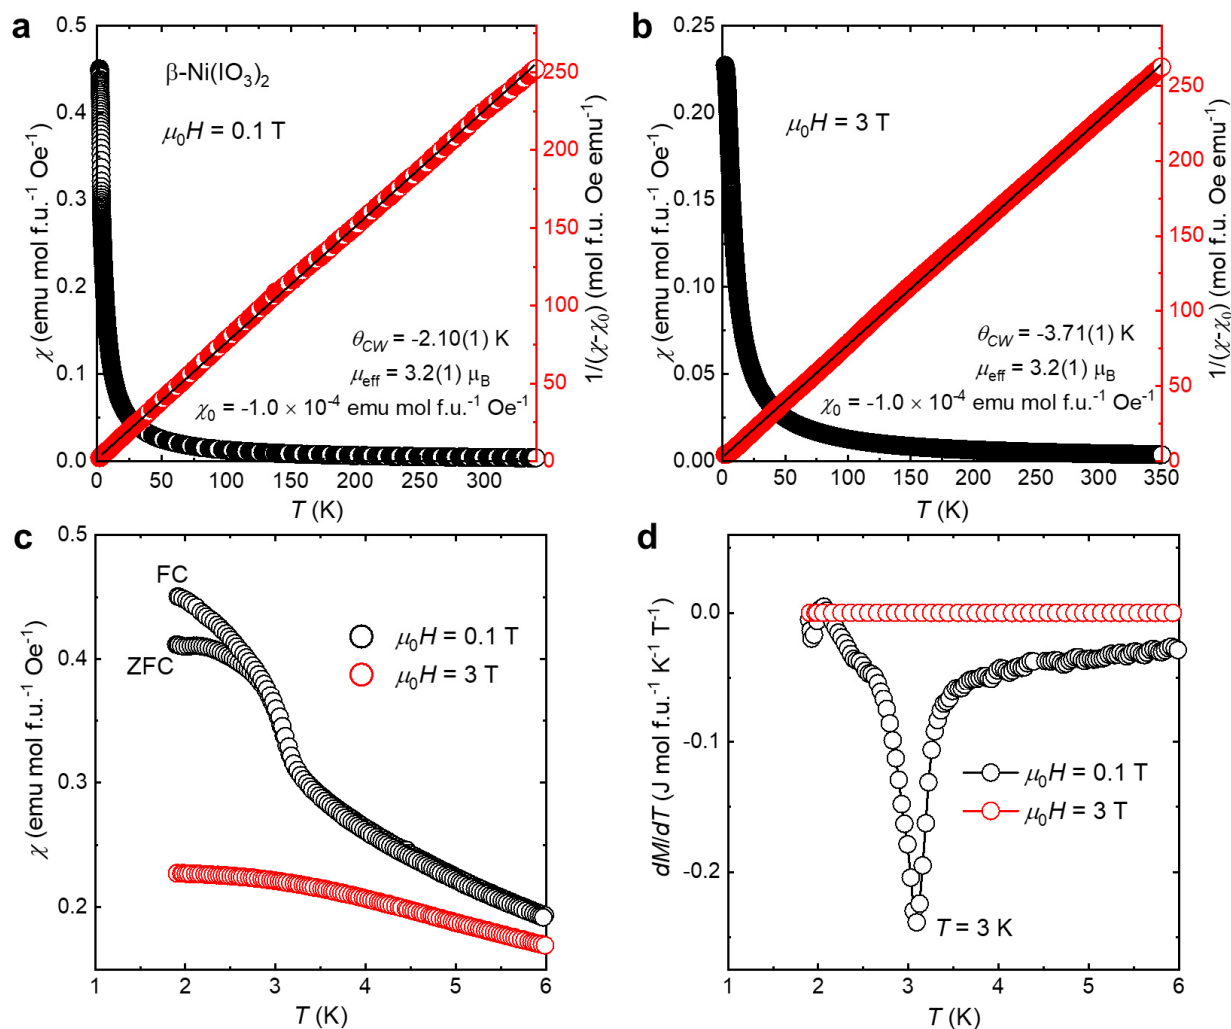 a
0.5
0.4
0.3
0.2
0.1
0.0
χ (emu mol f.u.⁻¹ Oe⁻¹)
β-Ni(IO₃)₂
μ₀H = 0.1 T
θ_CW = -2.10(1) K
μ_eff = 3.2(1) μ_B
χ₀ = -1.0 × 10⁻⁴ emu mol f.u.⁻¹ Oe⁻¹
250
200
150
100
50
0
1/(χ-χ₀) (mol f.u. Oe emu⁻¹)
0 50 100 150 200 250 300
T (K)
b
0.25
0.20
0.15
0.10
0.05
0.00
χ (emu mol f.u.⁻¹ Oe⁻¹)
μ₀H = 3 T
θ_CW = -3.71(1) K
μ_eff = 3.2(1) μ_B
χ₀ = -1.0 × 10⁻⁴ emu mol f.u.⁻¹ Oe⁻¹
250
200
150
100
50
0
1/(χ-χ₀) (mol f.u. Oe emu⁻¹)
0 50 100 150 200 250 300 350
T (K)
c
0.5
0.4
0.3
0.2
χ (emu mol f.u.⁻¹ Oe⁻¹)
FC
ZFC
μ₀H = 0.1 T
μ₀H = 3 T
1 2 3 4 5 6
T (K)
d
0.0
-0.1
-0.2
dM/dT (J mol f.u.⁻¹ K⁻¹ T⁻¹)
μ₀H = 0.1 T
μ₀H = 3 T
T = 3 K
1 2 3 4 5 6
T (K)